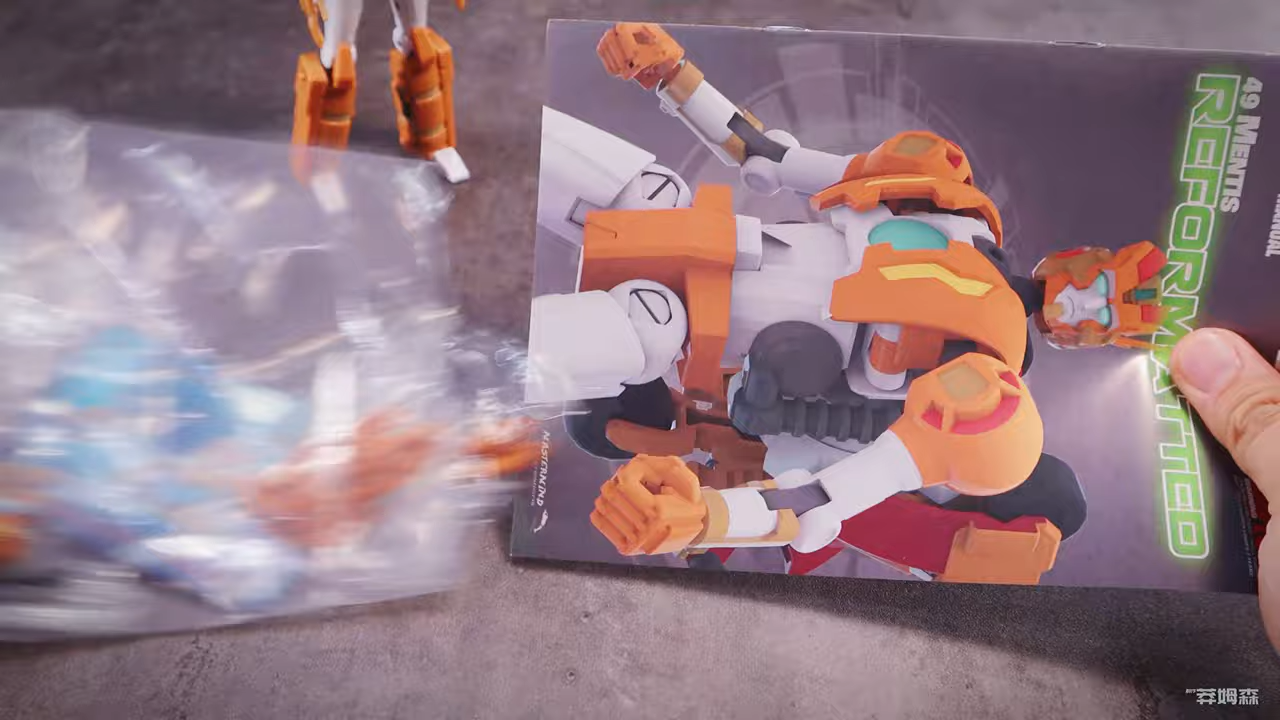 MANUAL
49 MENTIS
REFORMATTED
MASTERMIND
莽姆森